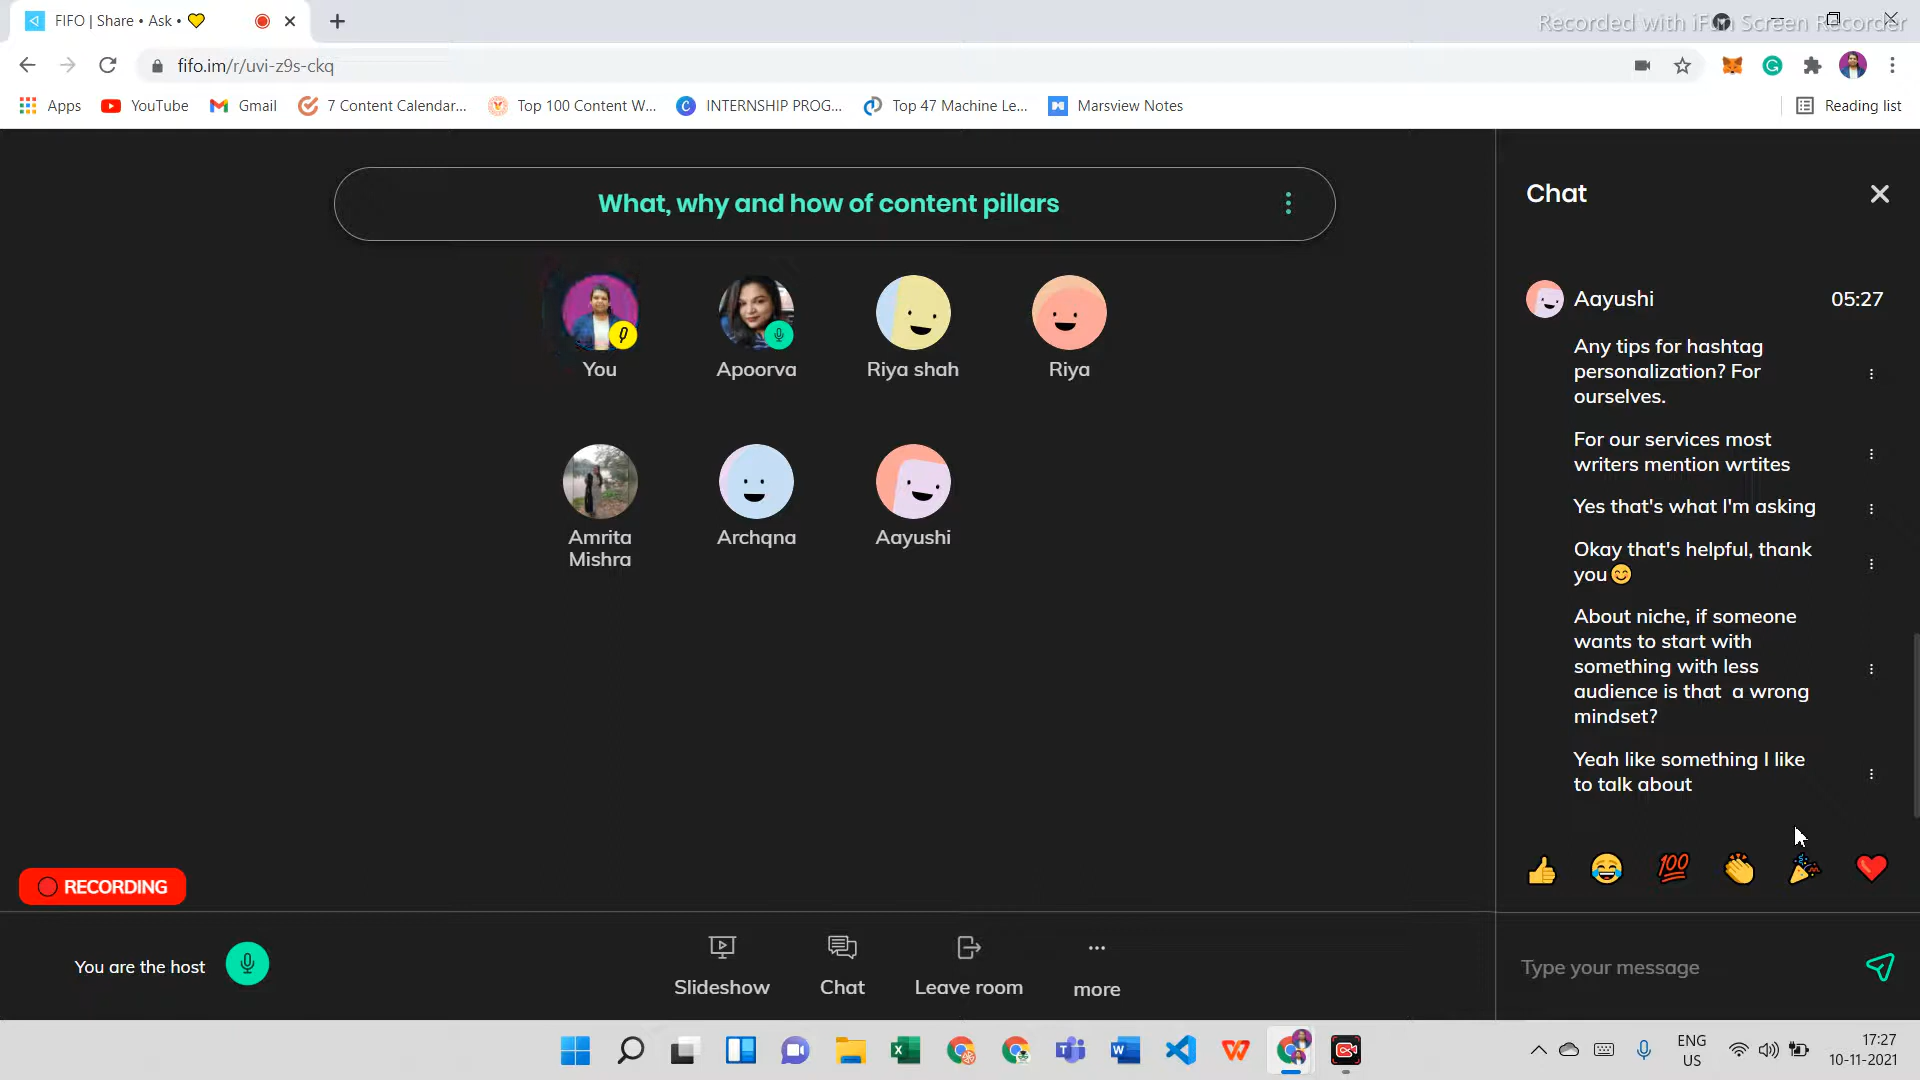 FIFO | Share • Ask • 💛
Recorded with iFun Screen Recorder
fifo.im/r/uvi-z9s-ckq
Apps
YouTube
Gmail
7 Content Calendar...
Top 100 Content W...
INTERNSHIP PROG...
Top 47 Machine Le...
Marsview Notes
Reading list
What, why and how of content pillars
You
Apoorva
Riya shah
Riya
Amrita
Mishra
Archqna
Aayushi
RECORDING
You are the host
Slideshow
Chat
Leave room
more
Chat
Aayushi 05:27
Any tips for hashtag
personalization? For
ourselves.
For our services most
writers mention wrtites
Yes that's what I'm asking
Okay that's helpful, thank
you😊
About niche, if someone
wants to start with
something with less
audience is that a wrong
mindset?
Yeah like something I like
to talk about
👍 😂 💯 👏 🎉 ❤️
Type your message
ENG
US
17:27
10-11-2021